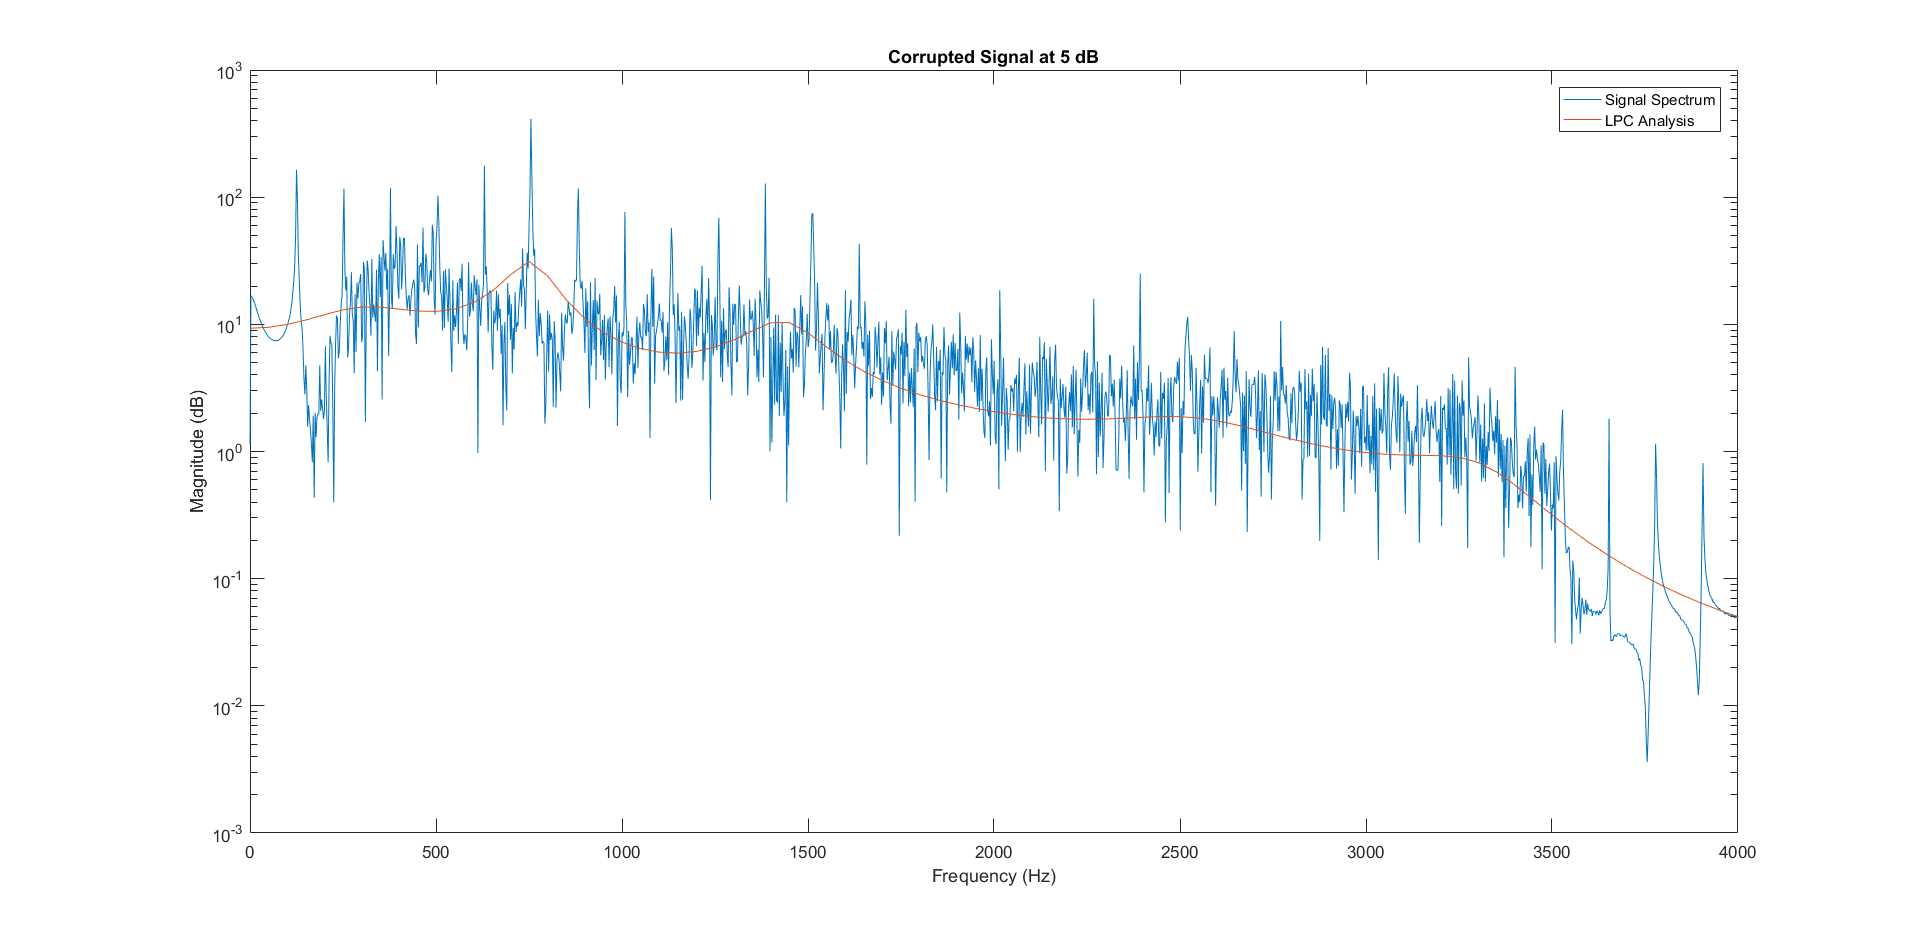 Corrupted Signal at 5 dB
10^3
10^2
10^1
10^0
10^-1
10^-2
10^-3
Magnitude (dB)
Signal Spectrum
LPC Analysis
0 500 1000 1500 2000 2500 3000 3500 4000
Frequency (Hz)